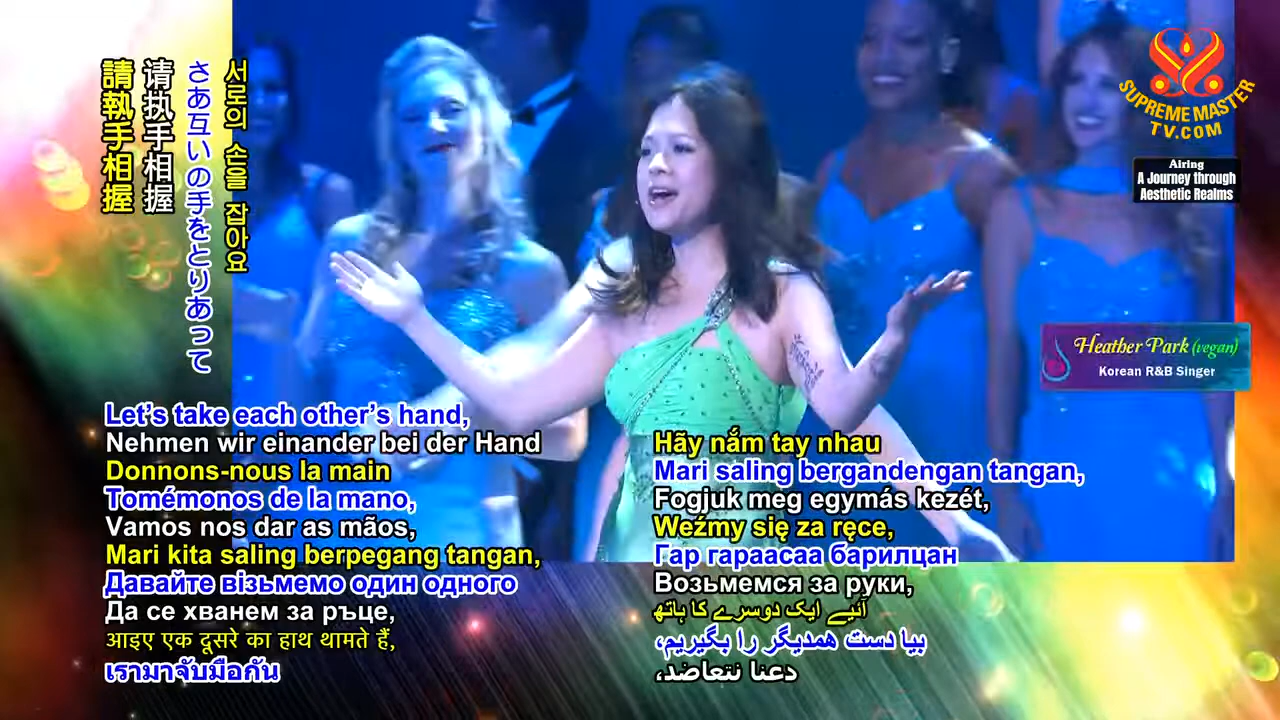 請執手相握
请执手相握
さあ互いの手をとりあって
서로의 손을 잡아요
SUPREME MASTER
TV.COM
Airing
A Journey through
Aesthetic Realms
Heather Park (vegan)
Korean R&B Singer
Let's take each other's hand,
Nehmen wir einander bei der Hand
Donnons-nous la main
Tomémonos de la mano,
Vamos nos dar as mãos,
Mari kita saling berpegang tangan,
Давайте візьмемо один одного
Да се хванем за ръце,
आइए एक दूसरे का हाथ थामते हैं,
เรามาจับมือกัน
Hãy nắm tay nhau
Mari saling bergandengan tangan,
Fogjuk meg egymás kezét,
Weźmy się za ręce,
Гар гараасаа барилцан
Возьмемся за руки,
آئیے ایک دوسرے کا ہاتھ
بیا دست همدیگر را بگیریم،
دعنا نتعاضد،